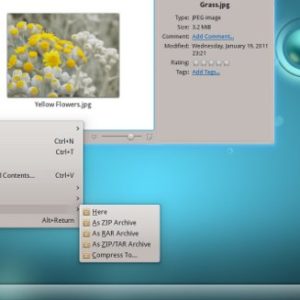 Grass.jpg
Type: JPEG image
Size: 3.2 MiB
Comment: Add Comment...
Modified: Wednesday, January 19, 2011
23:21
Rating:
Tags: Add Tags...
Yellow Flowers.jpg
Ctrl+N
Ctrl+T
Contents... Ctrl+V
Alt+Return
Here
As ZIP Archive
As RAR Archive
As ZIP/TAR Archive
Compress To...